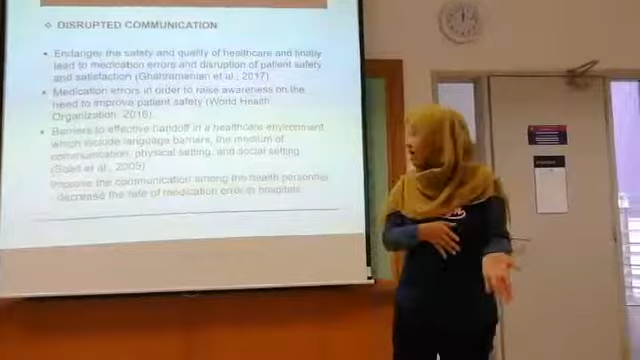 ❖ DISRUPTED COMMUNICATION
• Endanger the safety and quality of healthcare and finally
lead to medication errors and disruption of patient safety
and satisfaction (Ghahramanian et al., 2017)
• Medication errors in order to raise awareness on the
need to improve patient safety (World Health
Organization, 2016).
• Barriers to effective handoff in a healthcare environment
which include language barriers, the medium of
communication, physical setting, and social setting
(Solet et al., 2005)
Improve the communication among the health personnel
decrease the rate of medication error in hospitals.